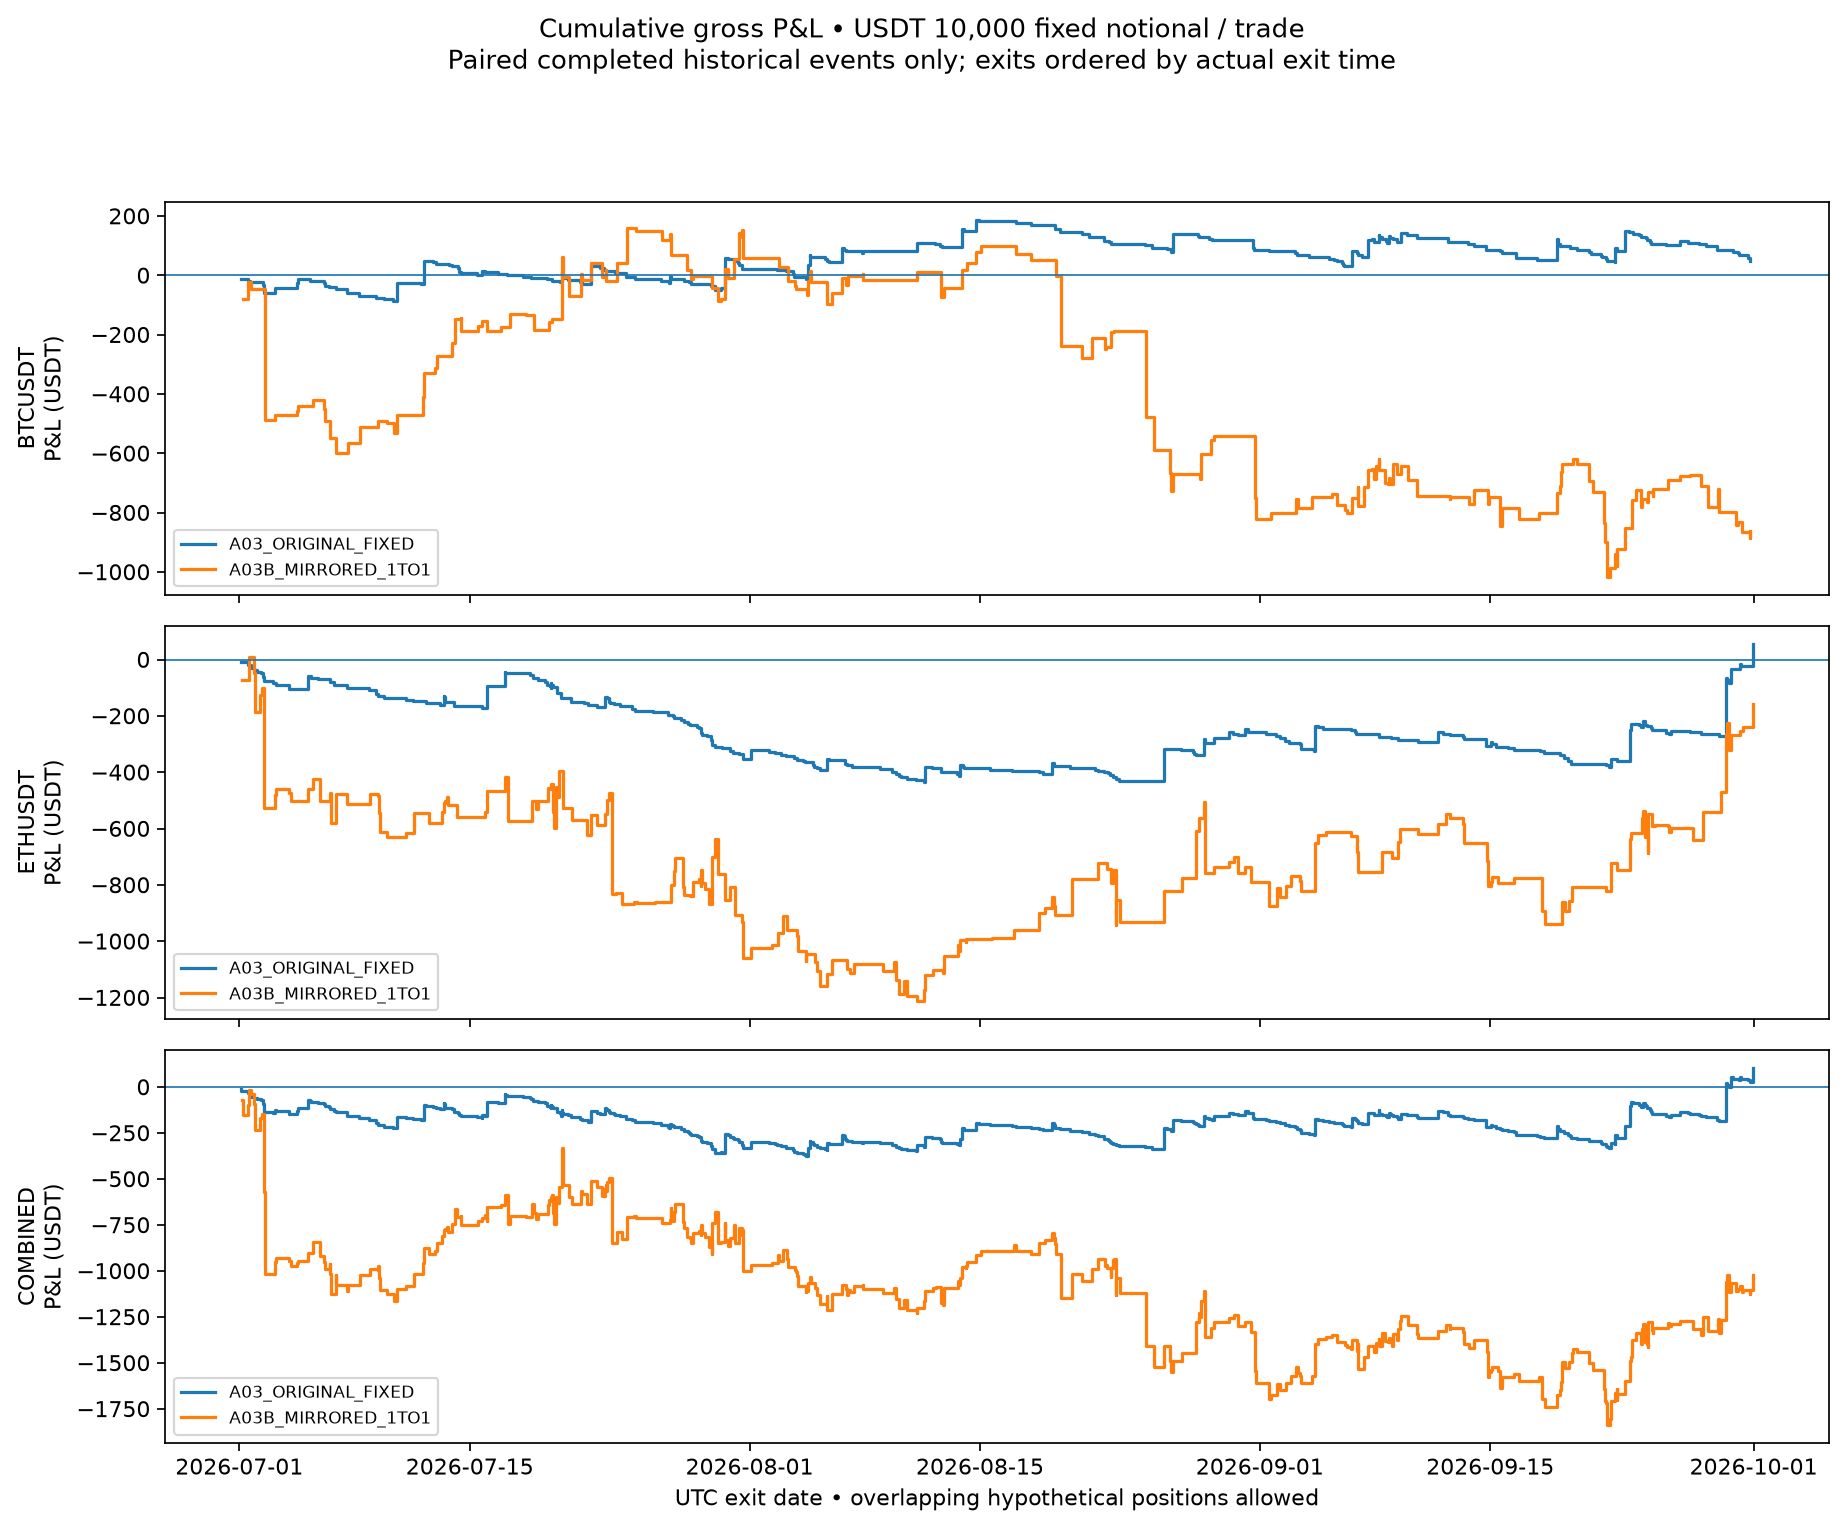 Cumulative gross P&L • USDT 10,000 fixed notional / trade
Paired completed historical events only; exits ordered by actual exit time
BTCUSDT
P&L (USDT)
200
0
−200
−400
−600
−800
−1000
A03_ORIGINAL_FIXED
A03B_MIRRORED_1TO1
ETHUSDT
P&L (USDT)
0
−200
−400
−600
−800
−1000
−1200
A03_ORIGINAL_FIXED
A03B_MIRRORED_1TO1
COMBINED
P&L (USDT)
0
−250
−500
−750
−1000
−1250
−1500
−1750
A03_ORIGINAL_FIXED
A03B_MIRRORED_1TO1
2026-07-01
2026-07-15
2026-08-01
2026-08-15
2026-09-01
2026-09-15
2026-10-01
UTC exit date • overlapping hypothetical positions allowed